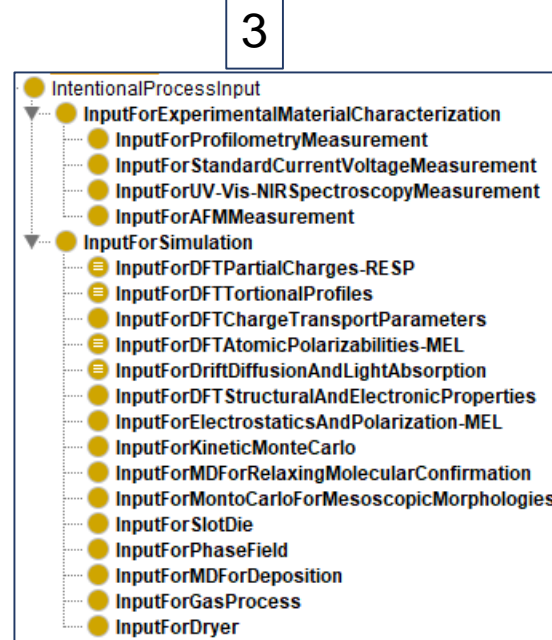 3
IntentionalProcessInput
InputForExperimentalMaterialCharacterization
InputForProfilometryMeasurement
InputForStandardCurrentVoltageMeasurement
InputForUV-Vis-NIRSpectroscopyMeasurement
InputForAFMMeasurement
InputForSimulation
InputForDFTPartialCharges-RESP
InputForDFTTortionalProfiles
InputForDFTChargeTransportParameters
InputForDFTAtomicPolarizabilities-MEL
InputForDriftDiffusionAndLightAbsorption
InputForDFTStructuralAndElectronicProperties
InputForElectrostaticsAndPolarization-MEL
InputForKineticMonteCarlo
InputForMDForRelaxingMolecularConfirmation
InputForMontoCarloForMesoscopicMorphologies
InputForSlotDie
InputForPhaseField
InputForMDForDeposition
InputForGasProcess
InputForDryer